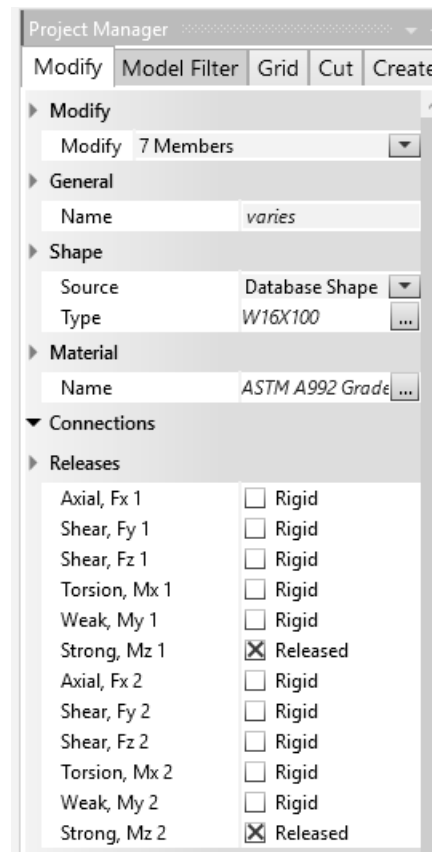 Project Manager
Modify Model Filter Grid Cut Create
Modify
Modify 7 Members
General
Name varies
Shape
Source Database Shape
Type W16X100 ...
Material
Name ASTM A992 Grade ...
Connections
Releases
Axial, Fx 1 Rigid
Shear, Fy 1 Rigid
Shear, Fz 1 Rigid
Torsion, Mx 1 Rigid
Weak, My 1 Rigid
Strong, Mz 1 Released
Axial, Fx 2 Rigid
Shear, Fy 2 Rigid
Shear, Fz 2 Rigid
Torsion, Mx 2 Rigid
Weak, My 2 Rigid
Strong, Mz 2 Released